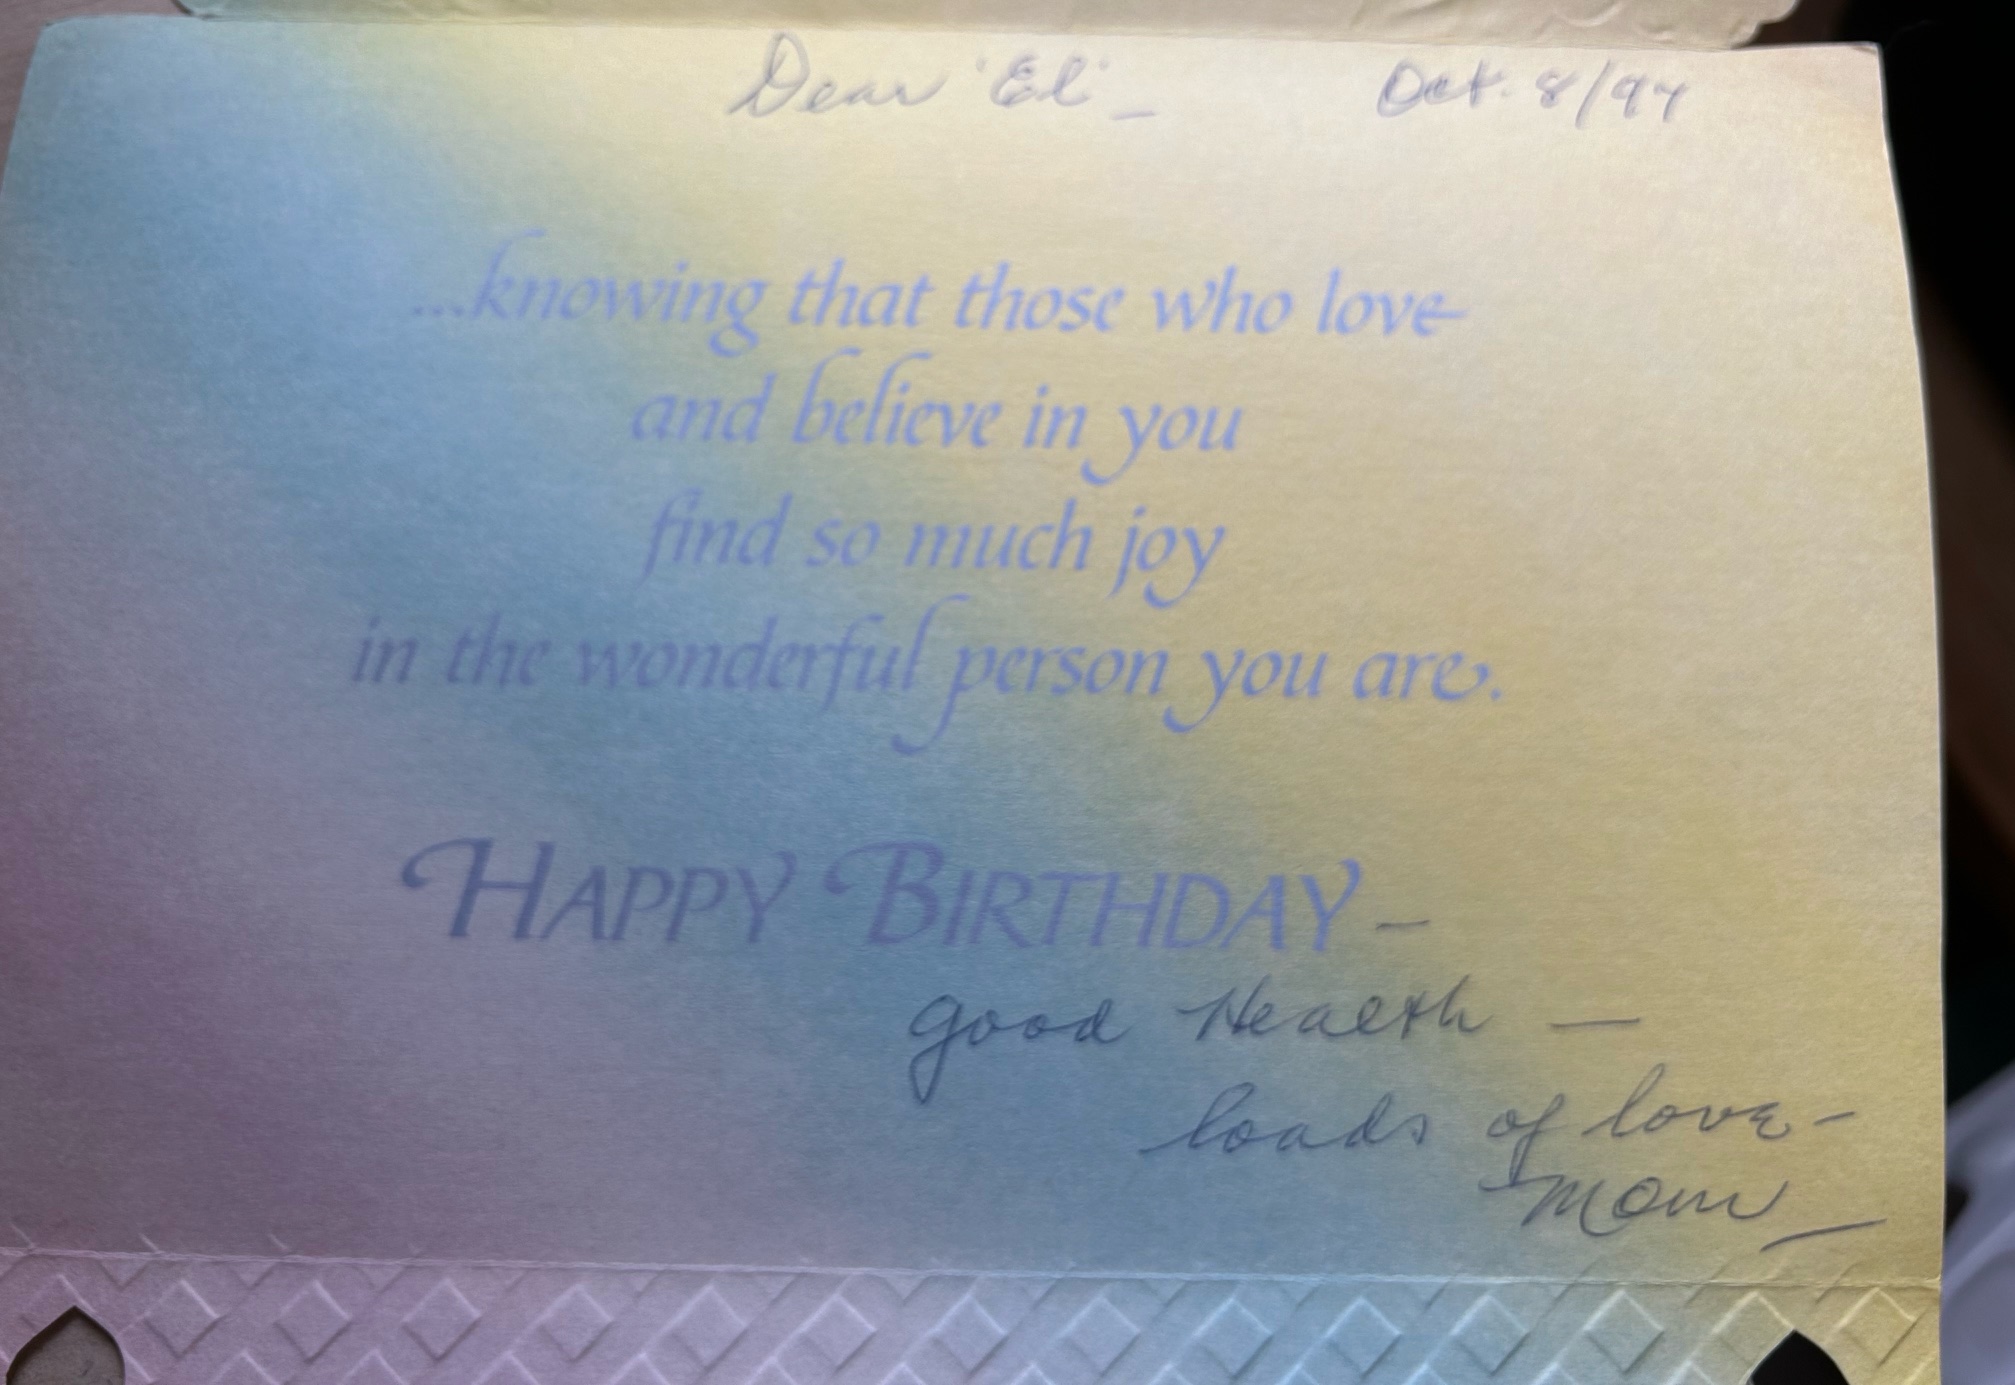 Dear 'El' – Oct. 8/94
...knowing that those who love
and believe in you
find so much joy
in the wonderful person you are.
HAPPY BIRTHDAY –
good Health —
loads of love –
Mom –